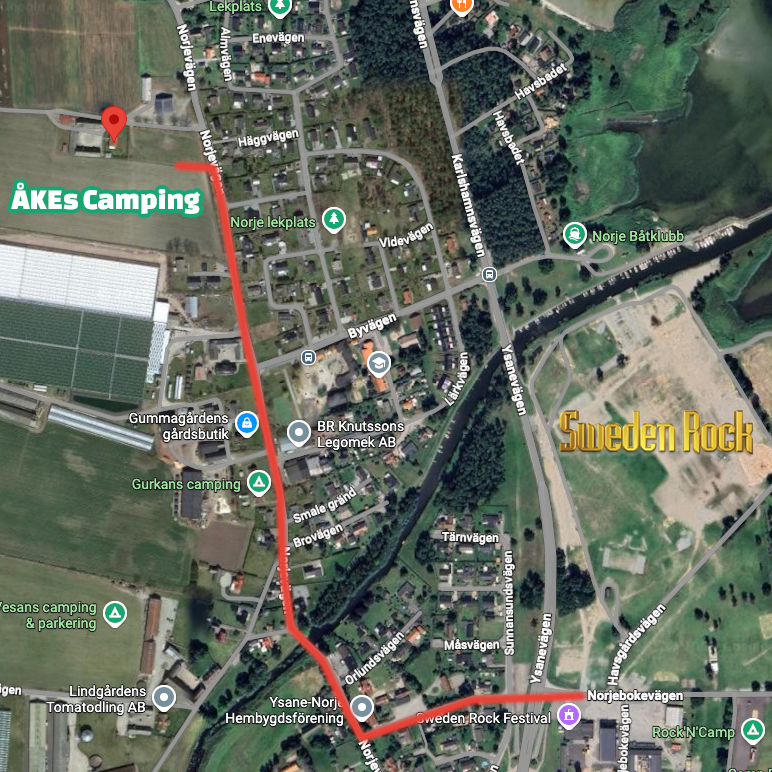 Lekplats
Enevägen
Almvägen
Norjevägen
Havsbadet
Häggvägen
Norjevägen
Havsbadet
Karlshamnsvägen
ÅKEs Camping
Norje lekplats
Videvägen
Norje Båtklubb
Byvägen
Lärkvägen
Ysanevägen
Gummagårdens
gårdsbutik
BR Knutssons
Legomek AB
Sweden Rock
Gurkans camping
Smale gränd
Brovägen
Tärnvägen
Sunnansundsvägen
Vesans camping
& parkering
Havsgårdsvägen
Ysanevägen
Orlundsvägen
Måsvägen
Lindgårdens
Tomatodling AB
Ysane-Norje
Hembygdsförening
Norjebokevägen
Sweden Rock Festival
Rock'N'Camp